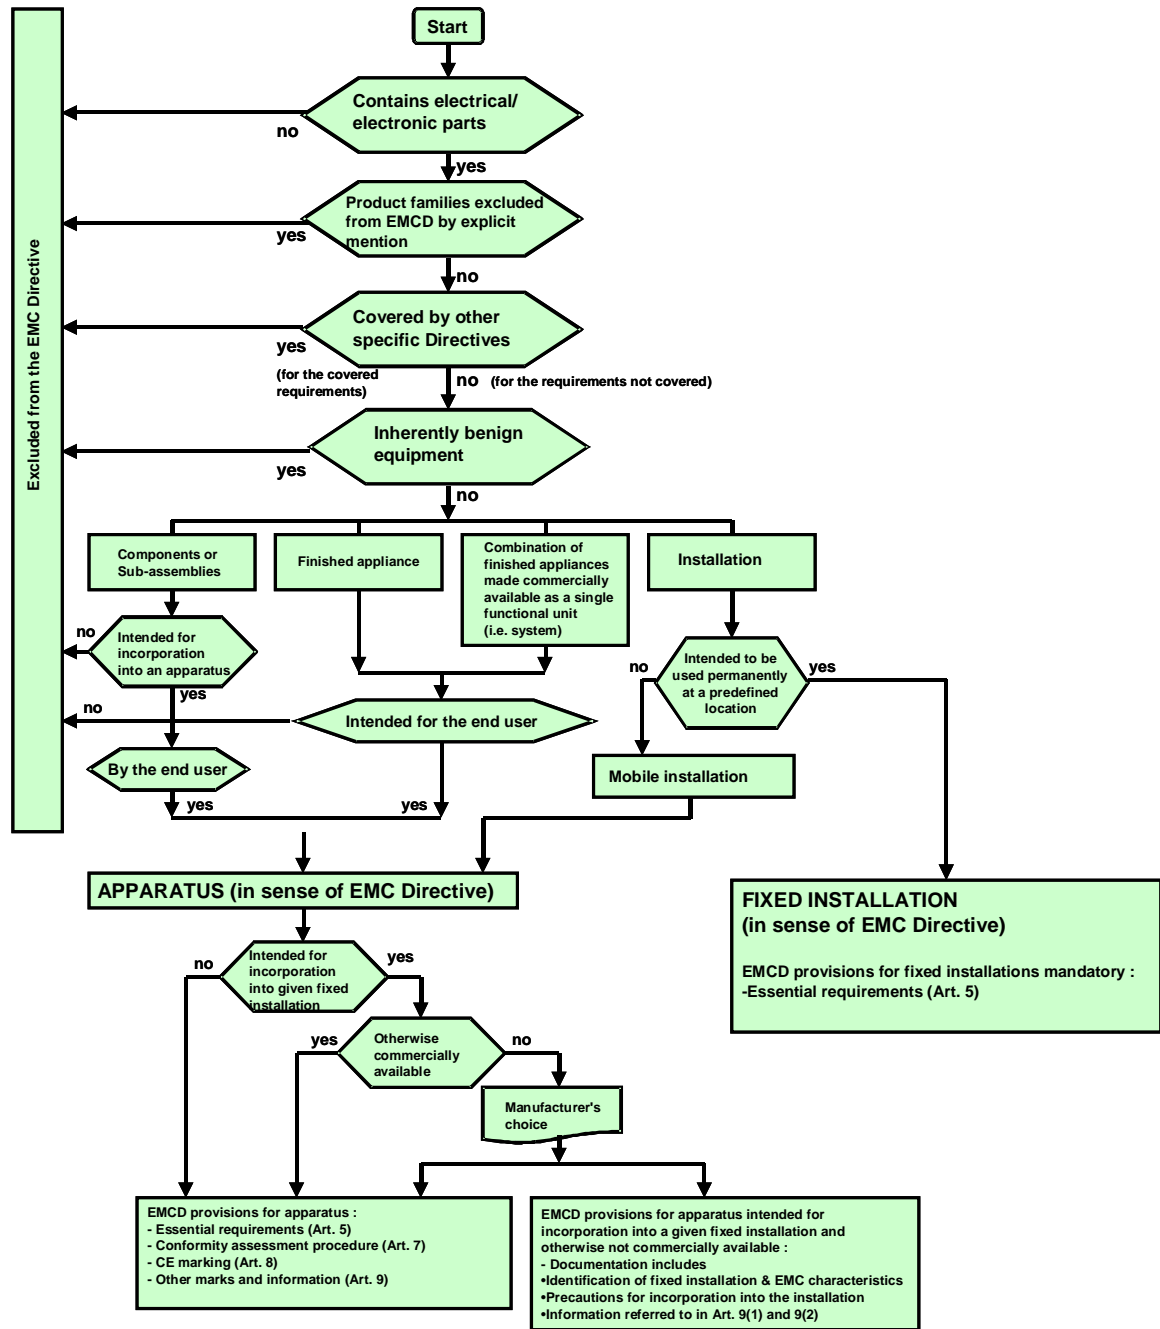 Start
Contains electrical/
electronic parts
no
yes
Product families excluded
from EMCD by explicit
mention
yes
no
Excluded from the EMC Directive
Covered by other
specific Directives
yes
(for the covered
requirements)
no (for the requirements not covered)
Inherently benign
equipment
yes
no
Components or
Sub-assemblies
Finished appliance
Combination of
finished appliances
made commercially
available as a single
functional unit
(i.e. system)
Installation
no
Intended for
incorporation
into an apparatus
yes
no
Intended for the end user
By the end user
yes
yes
no
Intended to be
used permanently
at a predefined
location
yes
Mobile installation
APPARATUS (in sense of EMC Directive)
FIXED INSTALLATION
(in sense of EMC Directive)
EMCD provisions for fixed installations mandatory :
-Essential requirements (Art. 5)
no
Intended for
incorporation
into given fixed
installation
yes
yes
Otherwise
commercially
available
no
Manufacturer's
choice
EMCD provisions for apparatus :
- Essential requirements (Art. 5)
- Conformity assessment procedure (Art. 7)
- CE marking (Art. 8)
- Other marks and information (Art. 9)
EMCD provisions for apparatus intended for
incorporation into a given fixed installation and
otherwise not commercially available :
- Documentation includes
•Identification of fixed installation & EMC characteristics
•Precautions for incorporation into the installation
•Information referred to in Art. 9(1) and 9(2)